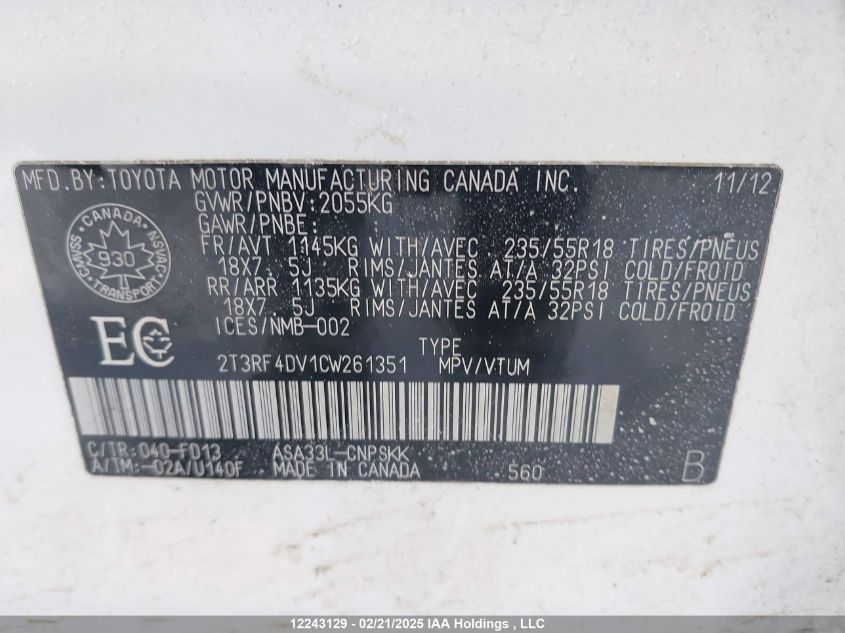 MFD.BY:TOYOTA MOTOR MANUFACTURING CANADA INC. 11/12
GVWR/PNBV:2055KG
GAWR/PNBE:
FR/AVT 1145KG WITH/AVEC 235/55R18 TIRES/PNEUS
18X7.5J RIMS/JANTES AT/A 32PSI COLD/FROID
RR/ARR 1135KG WITH/AVEC 235/55R18 TIRES/PNEUS
18X7.5J RIMS/JANTES AT/A 32PSI COLD/FROID
ICES/NMB-002
CANADA
CMVSS 930 NSVAC
TRANSPORT
EC
TYPE
2T3RF4DV1CW261351 MPV/VTUM
C/TR:040-FD13 ASA33L-CNPSKK
A/TM:-02A/U140F MADE IN CANADA 560 B
12243129 - 02/21/2025 IAA Holdings , LLC